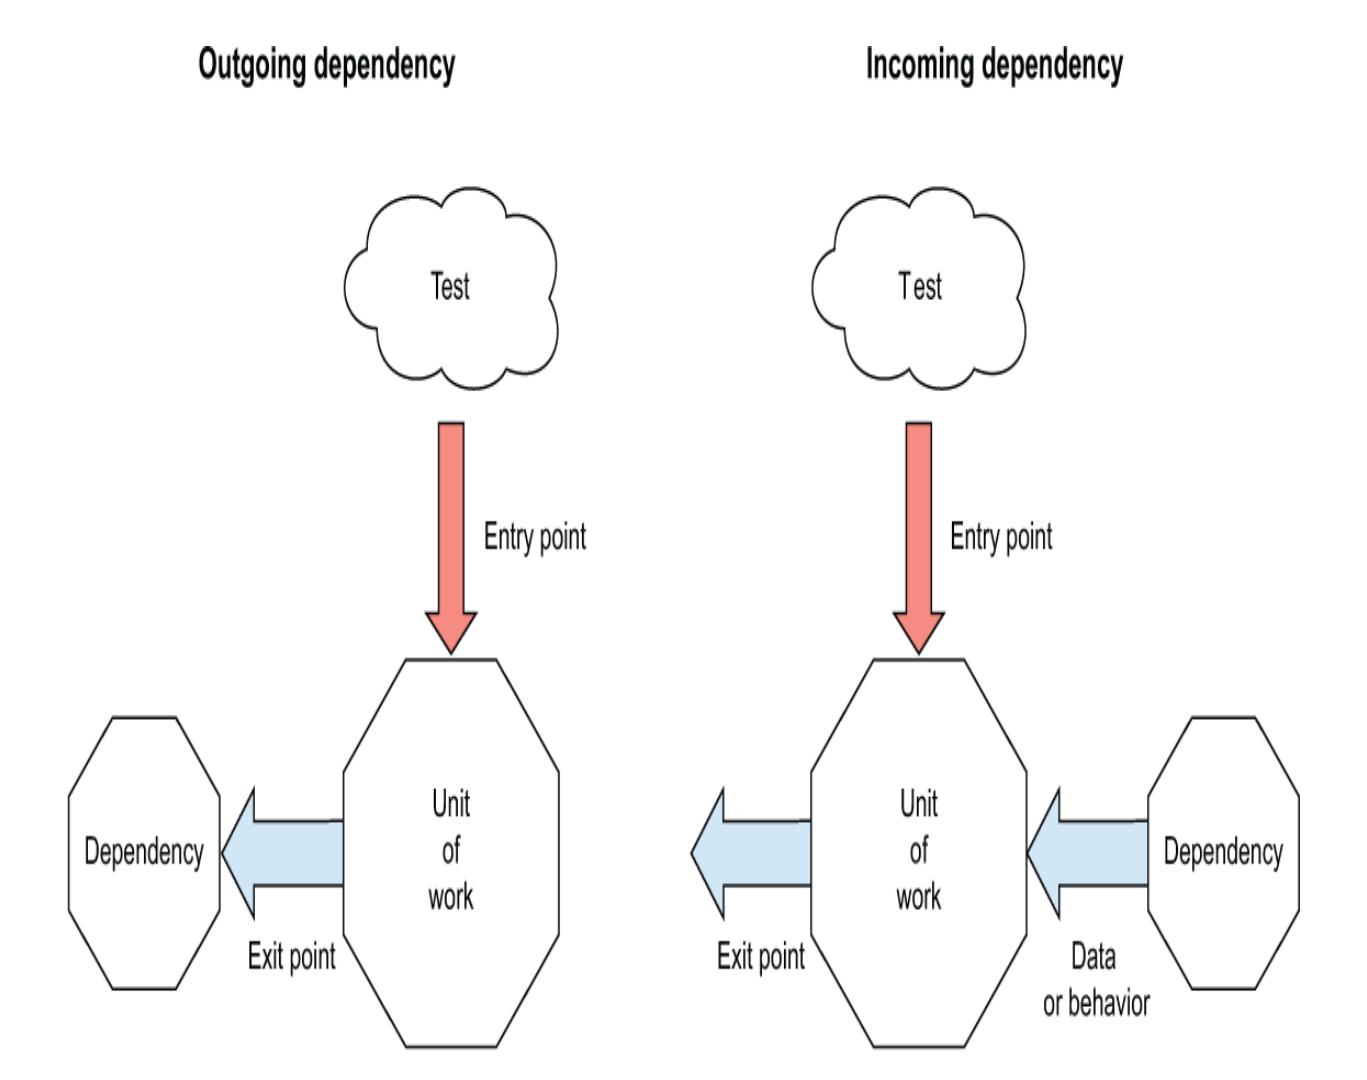 Outgoing dependency
Incoming dependency
Test
Test
Entry point
Entry point
Dependency
Unit
of
work
Exit point
Unit
of
work
Exit point
Dependency
Data
or behavior